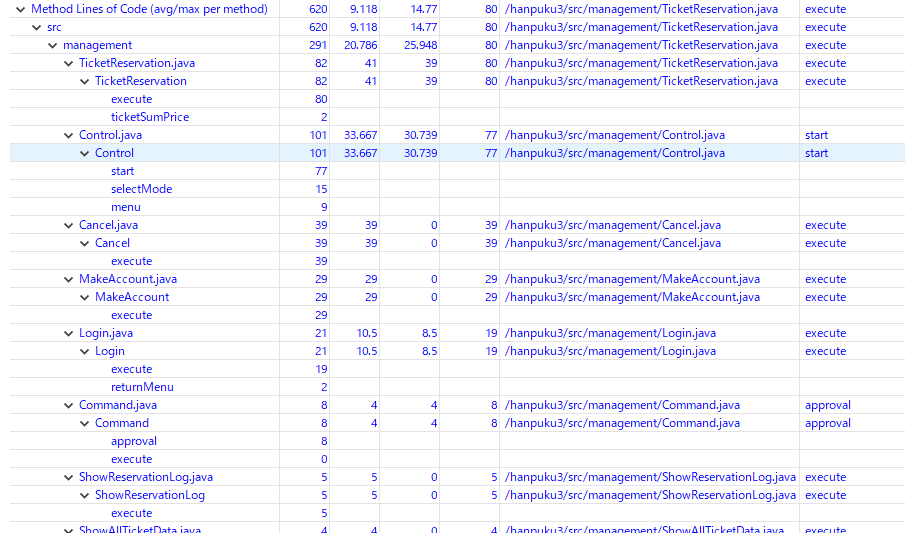 Method Lines of Code (avg/max per method) 620 9.118 14.77 80 /hanpuku3/src/management/TicketReservation.java execute
src 620 9.118 14.77 80 /hanpuku3/src/management/TicketReservation.java execute
management 291 20.786 25.948 80 /hanpuku3/src/management/TicketReservation.java execute
TicketReservation.java 82 41 39 80 /hanpuku3/src/management/TicketReservation.java execute
TicketReservation 82 41 39 80 /hanpuku3/src/management/TicketReservation.java execute
execute 80
ticketSumPrice 2
Control.java 101 33.667 30.739 77 /hanpuku3/src/management/Control.java start
Control 101 33.667 30.739 77 /hanpuku3/src/management/Control.java start
start 77
selectMode 15
menu 9
Cancel.java 39 39 0 39 /hanpuku3/src/management/Cancel.java execute
Cancel 39 39 0 39 /hanpuku3/src/management/Cancel.java execute
execute 39
MakeAccount.java 29 29 0 29 /hanpuku3/src/management/MakeAccount.java execute
MakeAccount 29 29 0 29 /hanpuku3/src/management/MakeAccount.java execute
execute 29
Login.java 21 10.5 8.5 19 /hanpuku3/src/management/Login.java execute
Login 21 10.5 8.5 19 /hanpuku3/src/management/Login.java execute
execute 19
returnMenu 2
Command.java 8 4 4 8 /hanpuku3/src/management/Command.java approval
Command 8 4 4 8 /hanpuku3/src/management/Command.java approval
approval 8
execute 0
ShowReservationLog.java 5 5 0 5 /hanpuku3/src/management/ShowReservationLog.java execute
ShowReservationLog 5 5 0 5 /hanpuku3/src/management/ShowReservationLog.java execute
execute 5
ShowAllTicketData.java 4 4 0 4 /hanpuku3/src/management/ShowAllTicketData.java execute